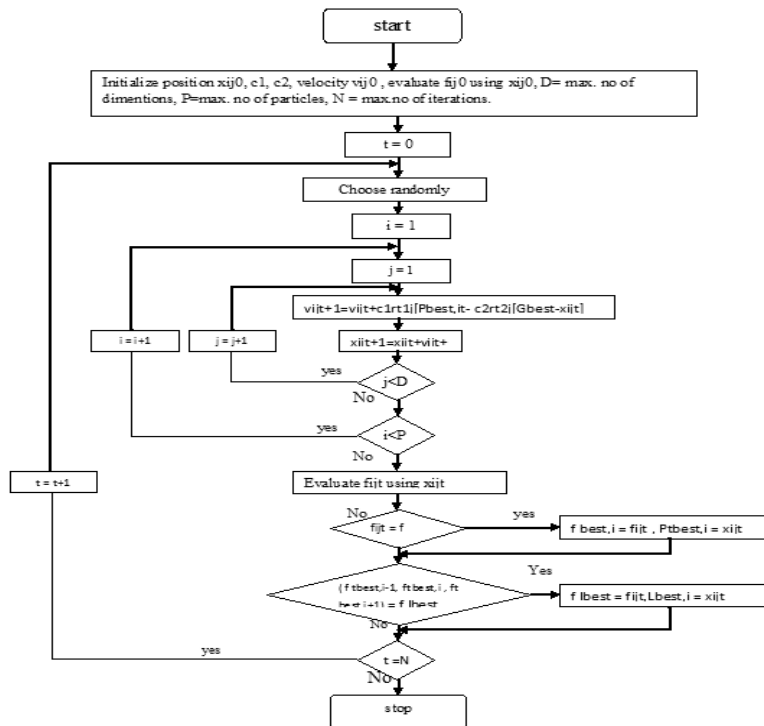 start
Initialize position xij0, c1, c2, velocity vij0 , evaluate fij0 using xij0, D= max. no of
dimentions, P=max. no of particles, N = max.no of iterations.
t = 0
Choose randomly
i = 1
j = 1
vijt+1=vijt+c1rt1j[Pbest,it- c2rt2j[Gbest-xijt]
i = i+1
j = j+1
xijt+1=xijt+vijt+
yes
j<D
No
yes
i<P
No
t = t+1
Evaluate fijt using xijt
No
fijt = f
yes
f best,i = fijt , Ptbest,i = xijt
(f tbest,i-1, ftbest,i , ft
best,i+1) = f lbest
Yes
f lbest = fijt,Lbest,i = xijt
No
yes
t =N
No
stop